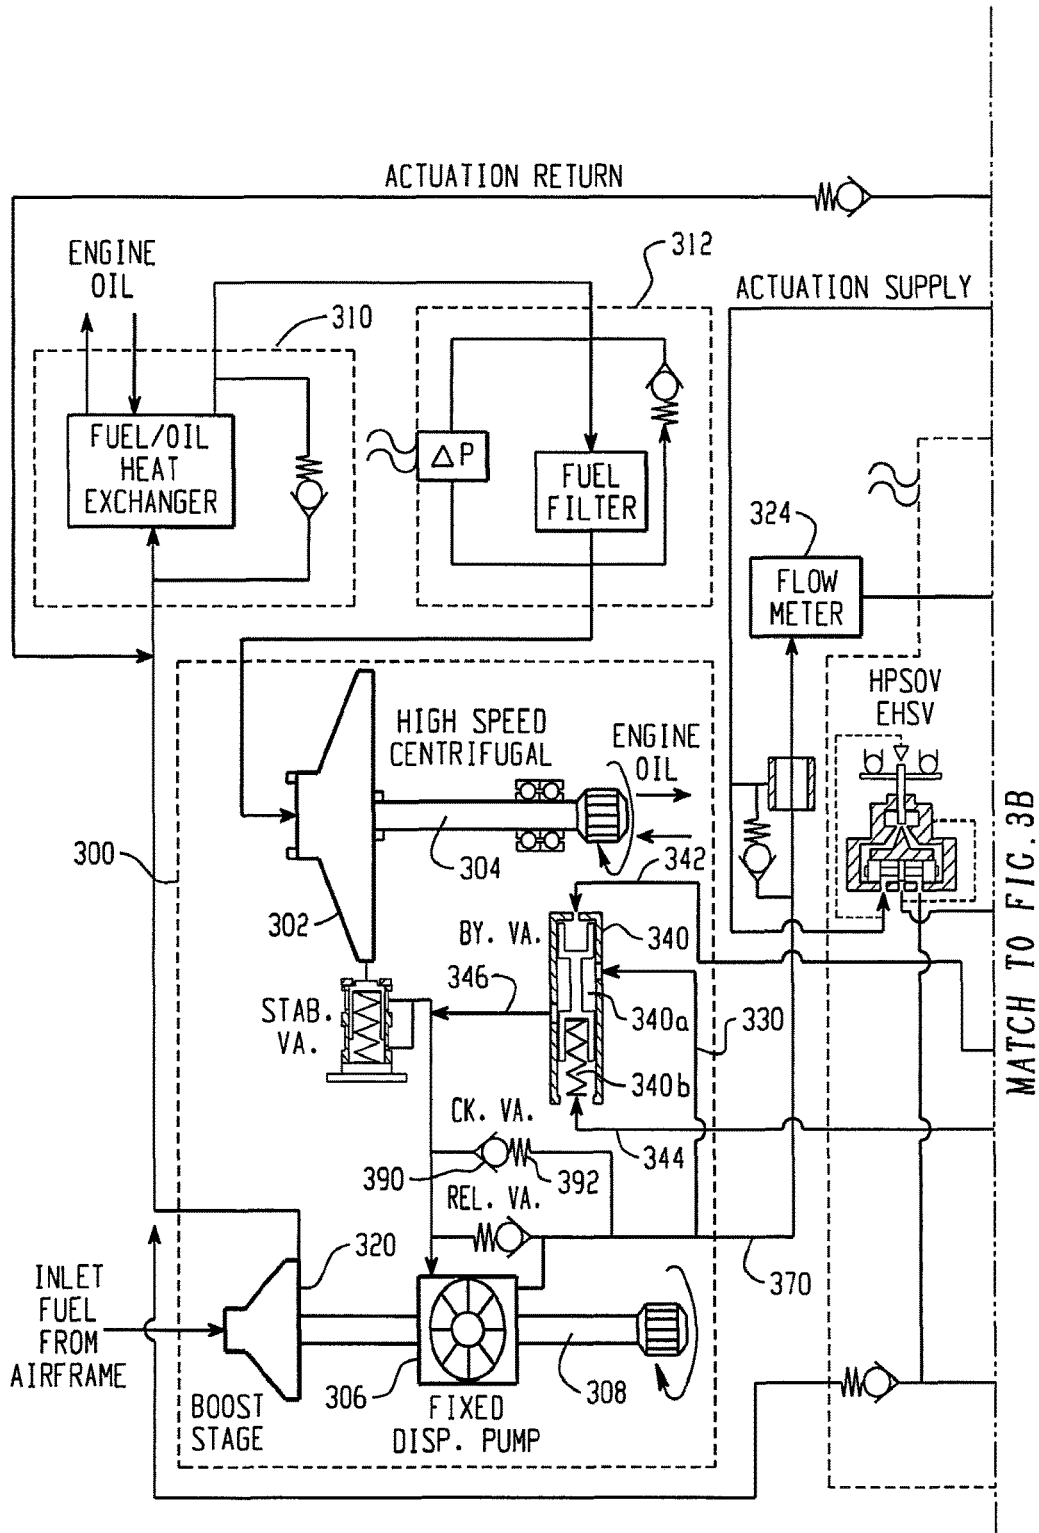 ACTUATION RETURN
ENGINE
OIL
310
312
ACTUATION SUPPLY
FUEL/OIL
HEAT
EXCHANGER
△P
FUEL
FILTER
324
FLOW
METER
HPSOV
EHSV
HIGH SPEED
CENTRIFUGAL
ENGINE
OIL
300
304
302
342
BY. VA.
340
346
STAB.
VA.
340a
330
340b
CK. VA.
344
390
392
REL. VA.
320
370
INLET
FUEL
FROM
AIRFRAME
306
308
BOOST
STAGE
FIXED
DISP. PUMP
MATCH TO FIG. 3B